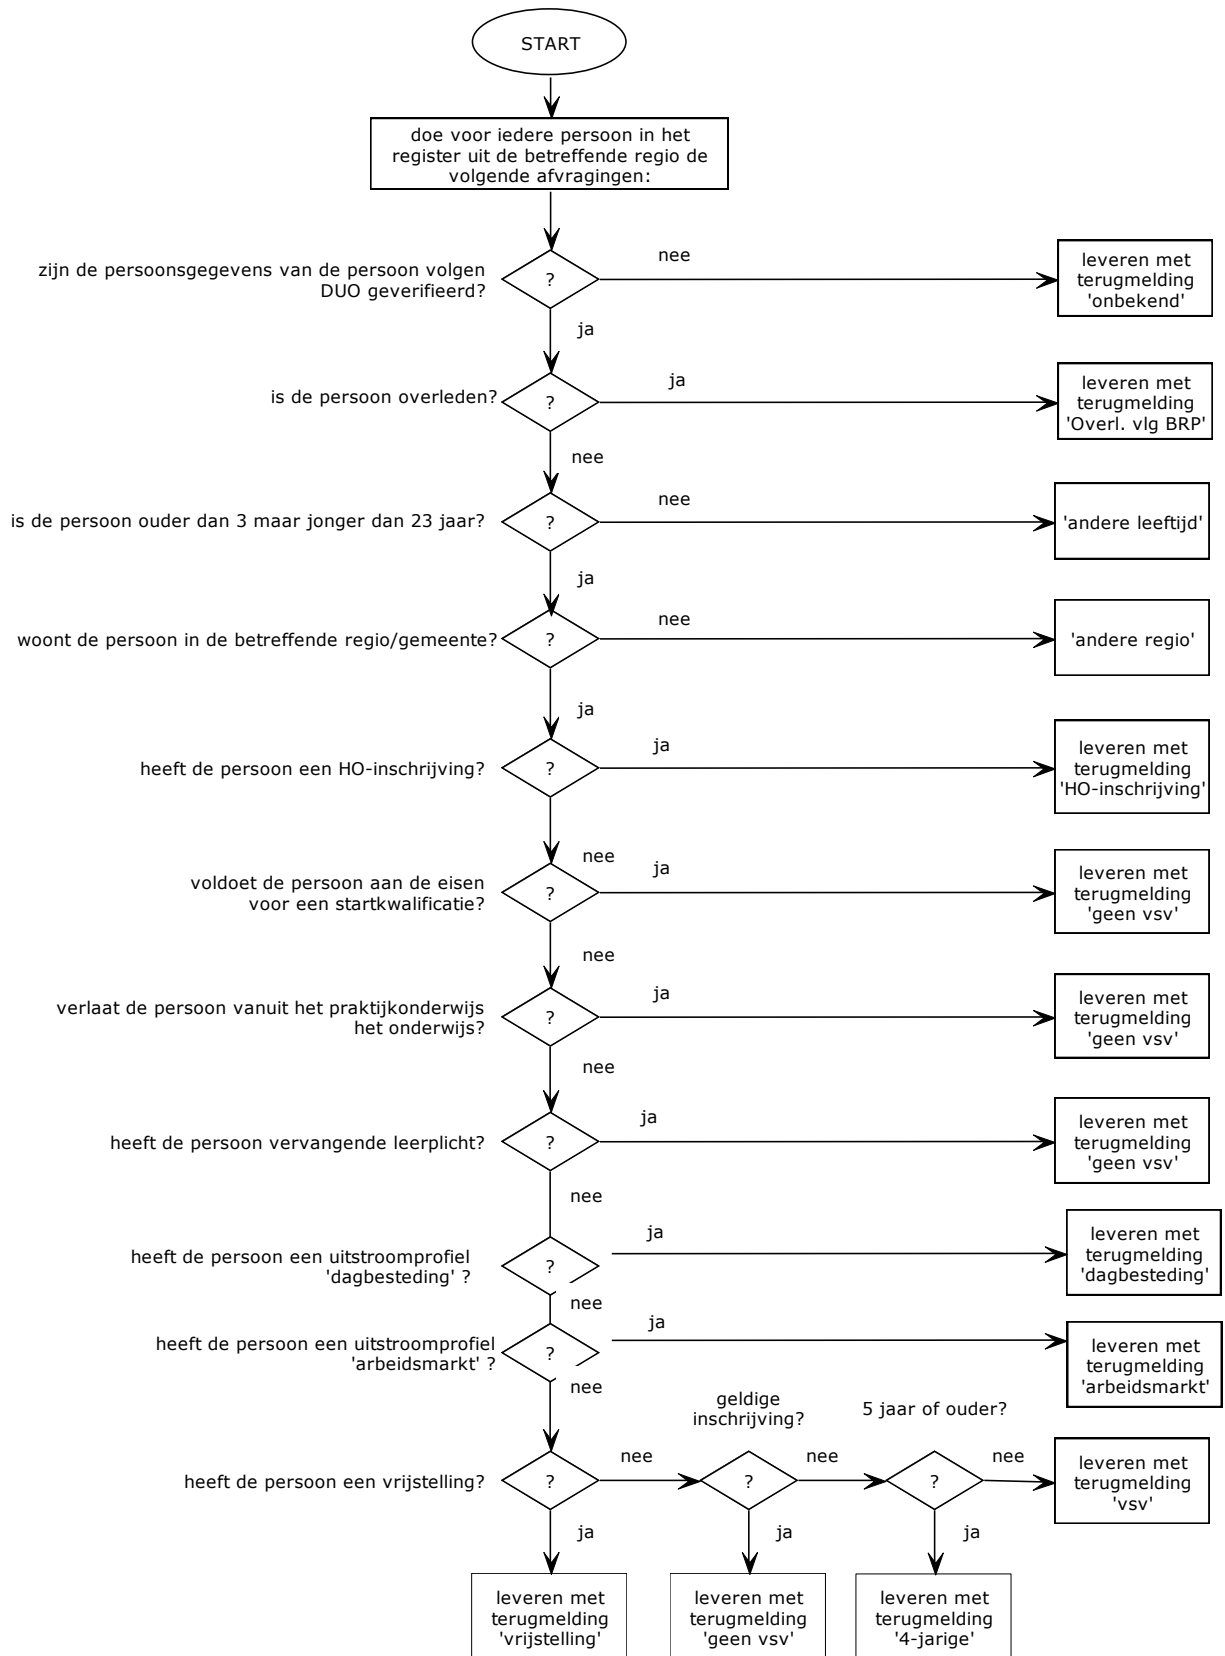 START
doe voor iedere persoon in het
register uit de betreffende regio de
volgende afvragingen:
zijn de persoonsgegevens van de persoon volgen
DUO geverifieerd?
?
nee
leveren met
terugmelding
'onbekend'
ja
is de persoon overleden?
?
ja
leveren met
terugmelding
'Overl. vlg BRP'
nee
is de persoon ouder dan 3 maar jonger dan 23 jaar?
?
nee
'andere leeftijd'
ja
woont de persoon in de betreffende regio/gemeente?
?
nee
'andere regio'
ja
heeft de persoon een HO-inschrijving?
?
ja
leveren met
terugmelding
'HO-inschrijving'
nee
voldoet de persoon aan de eisen
voor een startkwalificatie?
?
ja
leveren met
terugmelding
'geen vsv'
nee
verlaat de persoon vanuit het praktijkonderwijs
het onderwijs?
?
ja
leveren met
terugmelding
'geen vsv'
nee
heeft de persoon vervangende leerplicht?
?
ja
leveren met
terugmelding
'geen vsv'
nee
heeft de persoon een uitstroomprofiel
'dagbesteding' ?
?
ja
leveren met
terugmelding
'dagbesteding'
nee
heeft de persoon een uitstroomprofiel
'arbeidsmarkt' ?
?
ja
leveren met
terugmelding
'arbeidsmarkt'
nee
geldige
inschrijving?
5 jaar of ouder?
heeft de persoon een vrijstelling?
?
nee
?
nee
?
nee
leveren met
terugmelding
'vsv'
ja
ja
ja
leveren met
terugmelding
'vrijstelling'
leveren met
terugmelding
'geen vsv'
leveren met
terugmelding
'4-jarige'